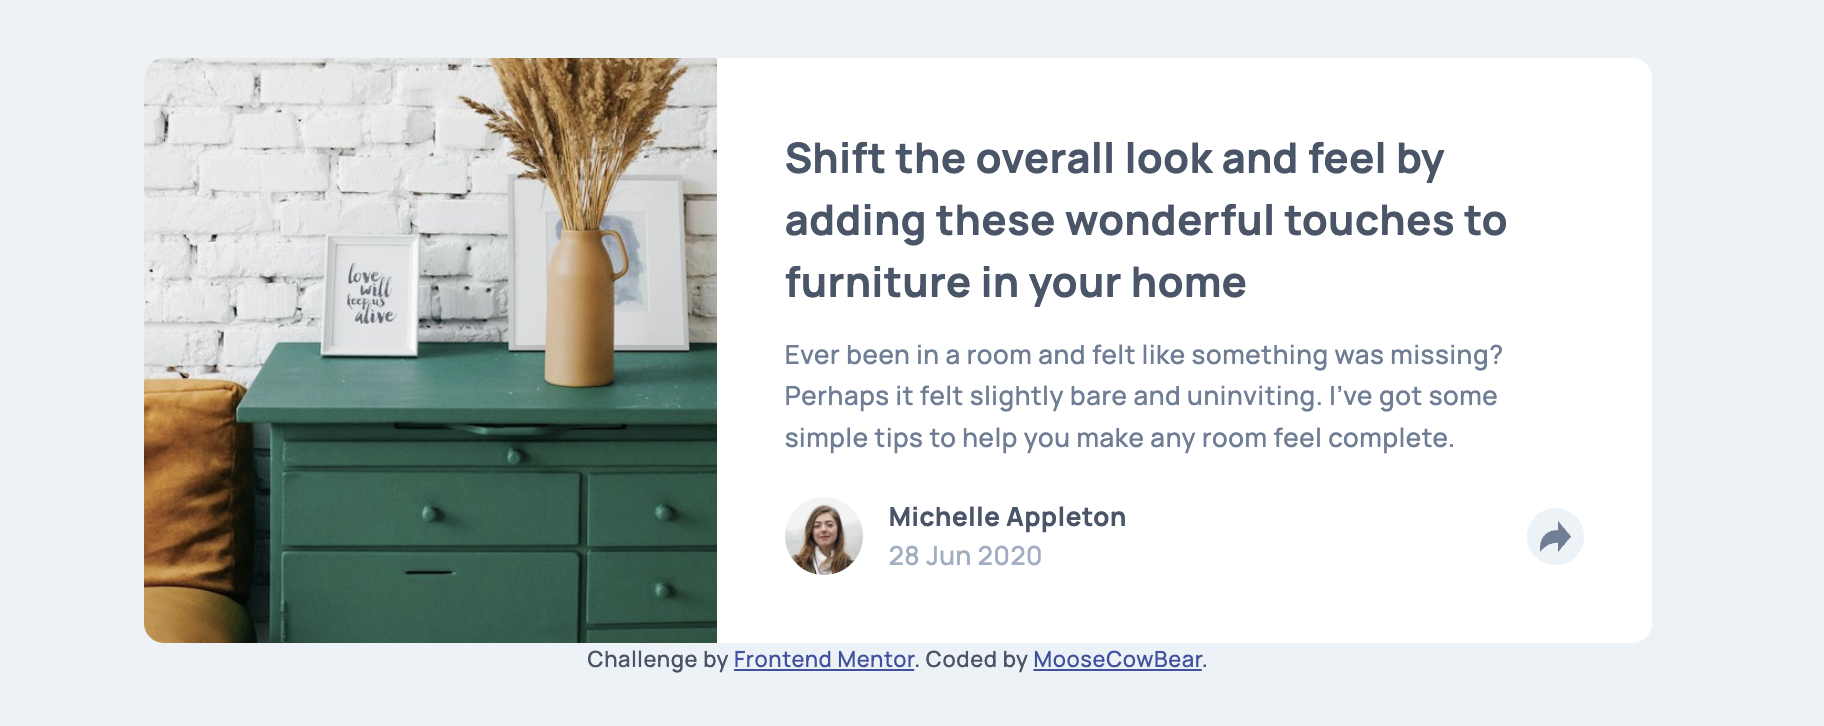 love
will
keep us
alive
Shift the overall look and feel by
adding these wonderful touches to
furniture in your home
Ever been in a room and felt like something was missing?
Perhaps it felt slightly bare and uninviting. I’ve got some
simple tips to help you make any room feel complete.
Michelle Appleton
28 Jun 2020
Challenge by Frontend Mentor. Coded by MooseCowBear.